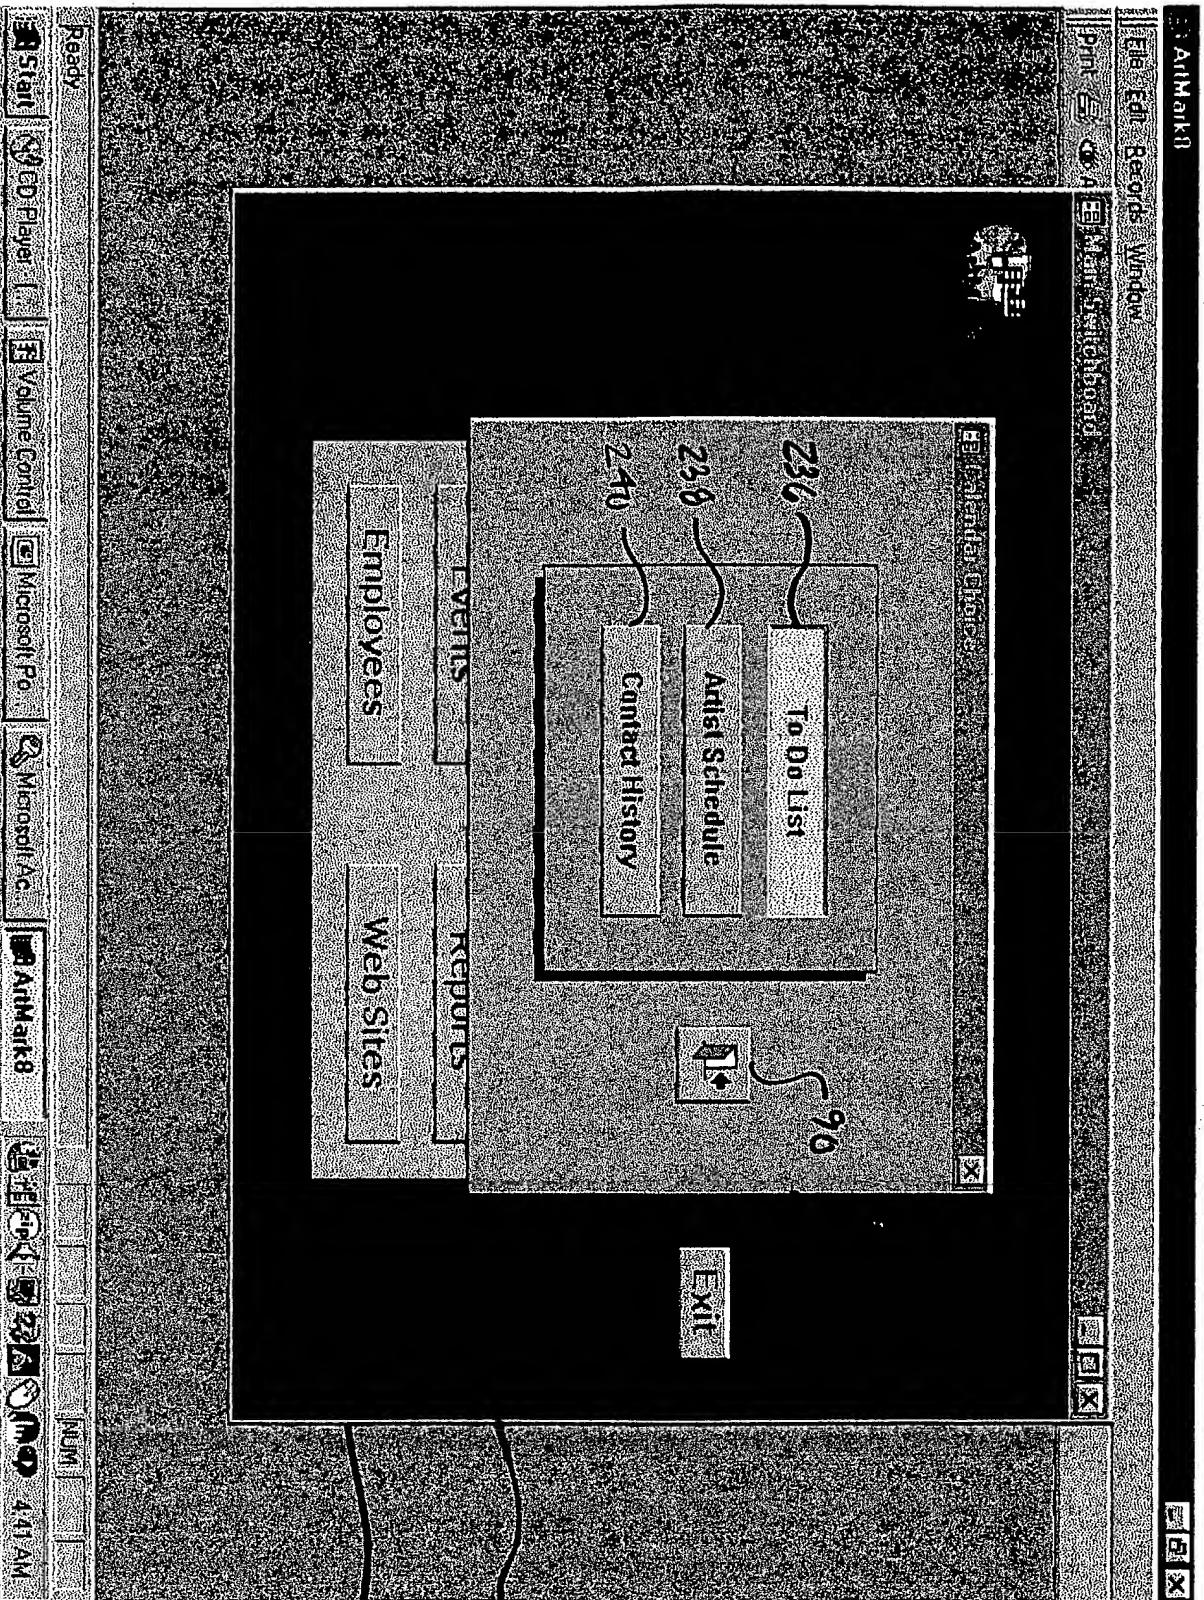 ArtMark8
File Edit Records Window
Print
Main Switchboard
Calendar Choices
236
To Do List
238
Artist Schedule
240
Contact History
90
Exit
Events
Reports
Employees
Web Sites
Ready
NUM
Start
CD Player - [...
Volume Control
Microsoft Po...
Microsoft Ac...
ArtMark8
4:41 AM